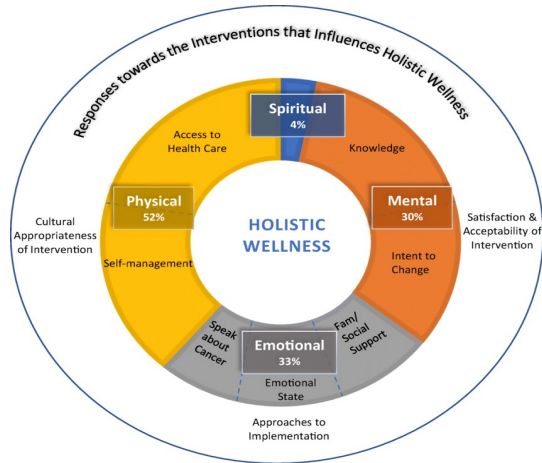 Responses towards the Interventions that Influences Holistic Wellness
Spiritual
4%
Access to
Health Care
Knowledge
Physical
52%
Mental
30%
HOLISTIC
WELLNESS
Cultural
Appropriateness
of Intervention
Satisfaction &
Acceptability of
Intervention
Self-management
Intent to
Change
Speak
about
Cancer
Emotional
33%
Fam/
Social
Support
Emotional
State
Approaches to
Implementation